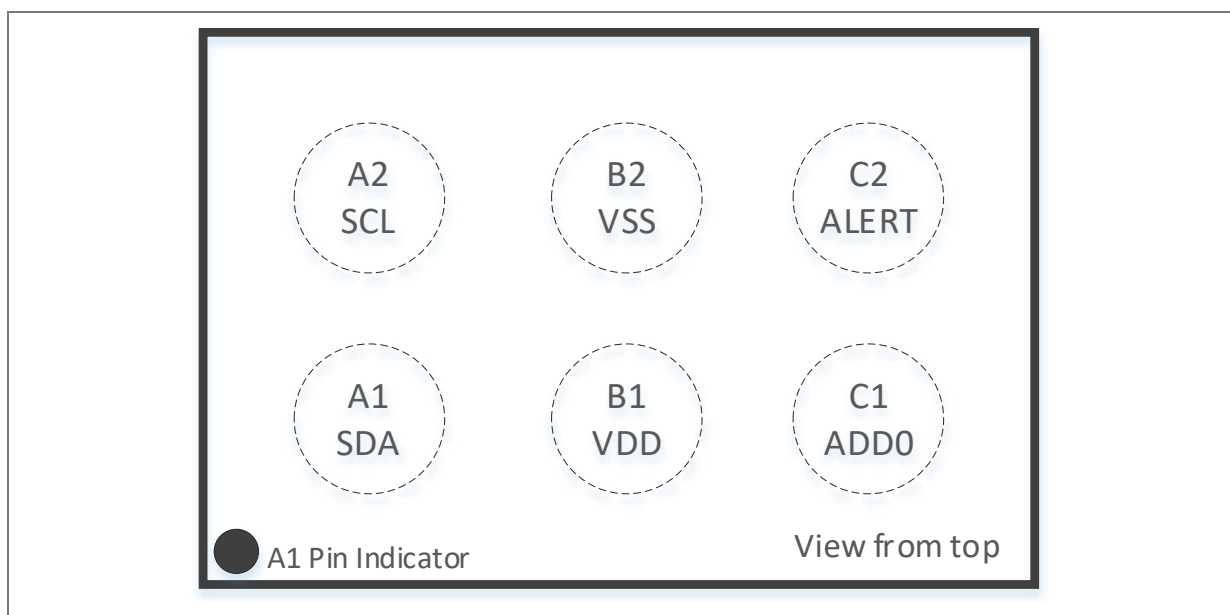 A2
SCL
B2
VSS
C2
ALERT
A1
SDA
B1
VDD
C1
ADD0
A1 Pin Indicator
View from top